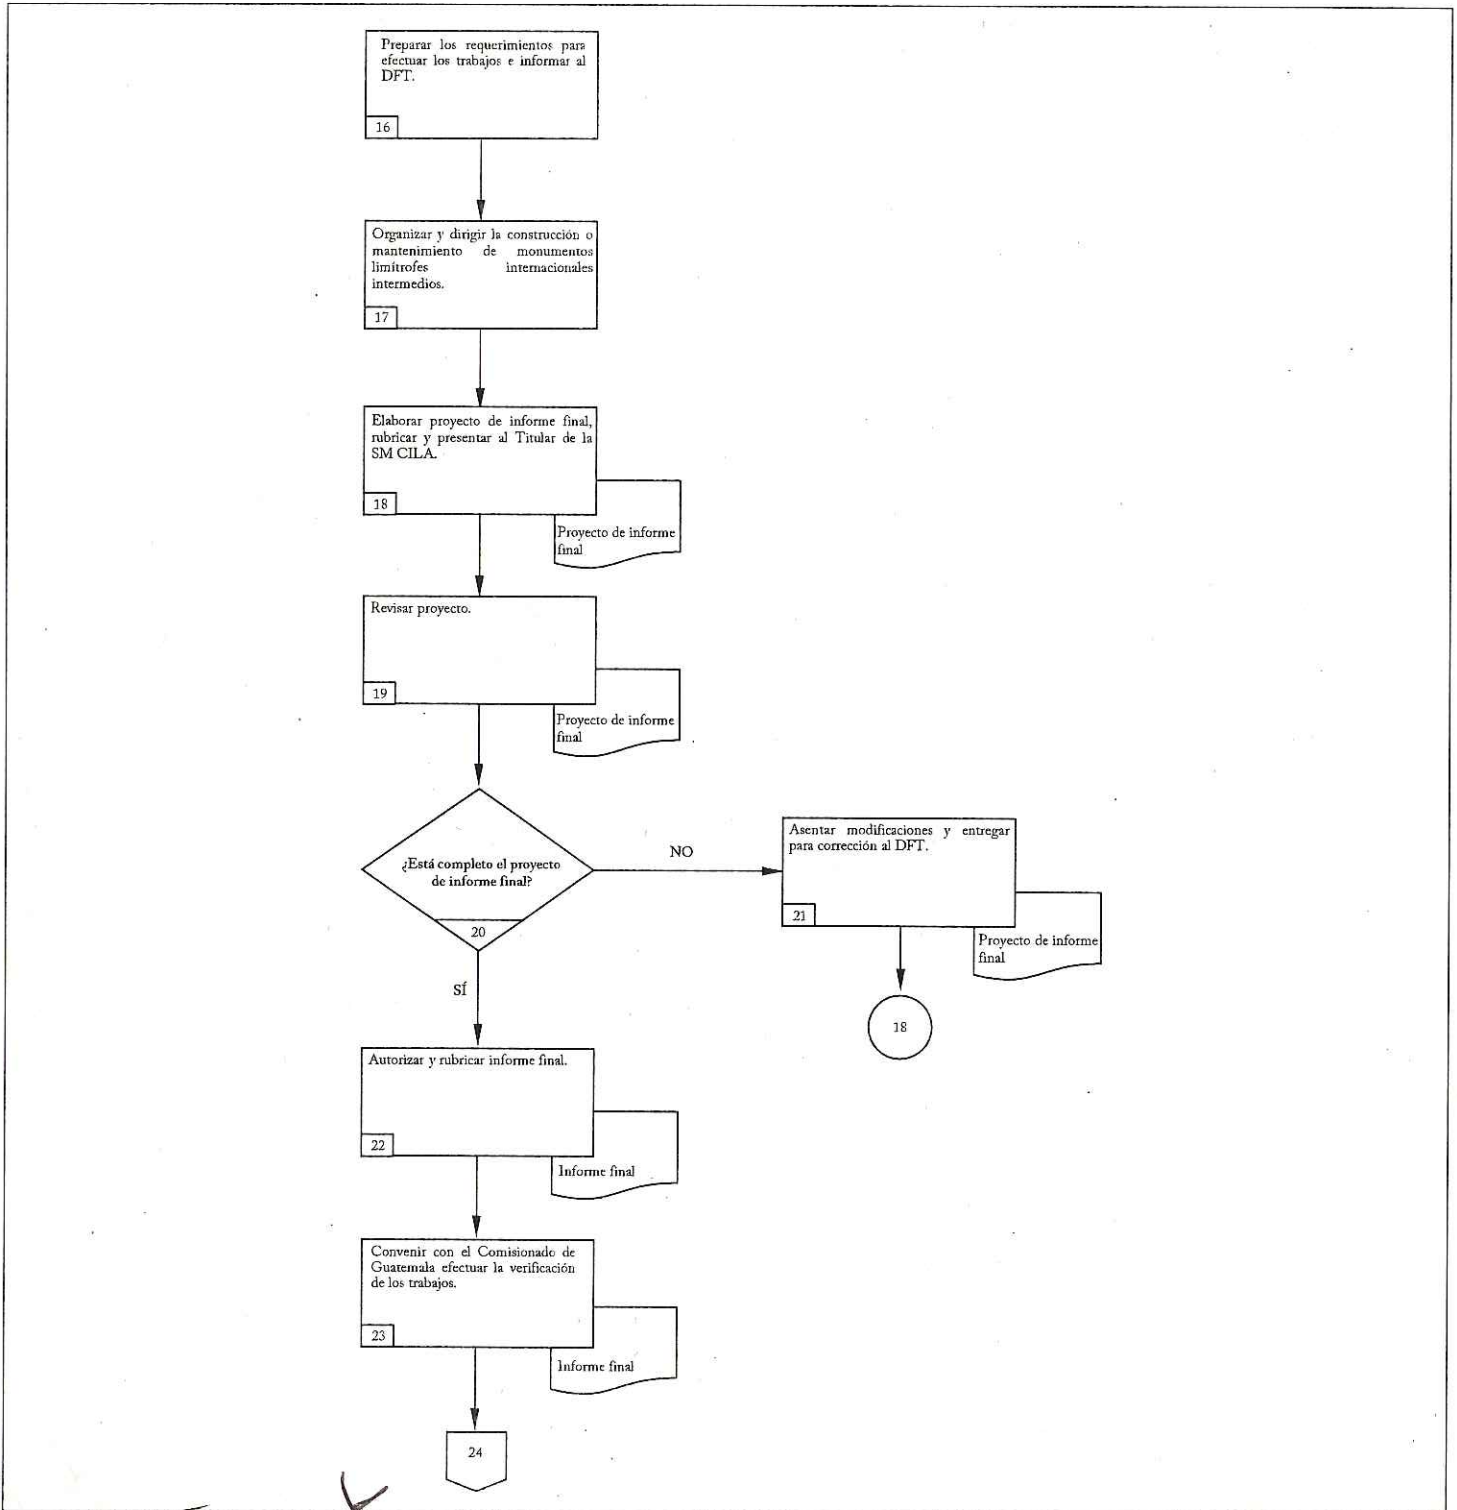 Preparar los requerimientos para
efectuar los trabajos e informar al
DFT.
16
Organizar y dirigir la construcción o
mantenimiento de monumentos
limítrofes internacionales
intermedios.
17
Elaborar proyecto de informe final,
rubricar y presentar al Titular de la
SM CILA.
18
Proyecto de informe
final
Revisar proyecto.
19
Proyecto de informe
final
¿Está completo el proyecto
de informe final?
20
NO
Asentar modificaciones y entregar
para corrección al DFT.
21
Proyecto de informe
final
18
SÍ
Autorizar y rubricar informe final.
22
Informe final
Convenir con el Comisionado de
Guatemala efectuar la verificación
de los trabajos.
23
Informe final
24